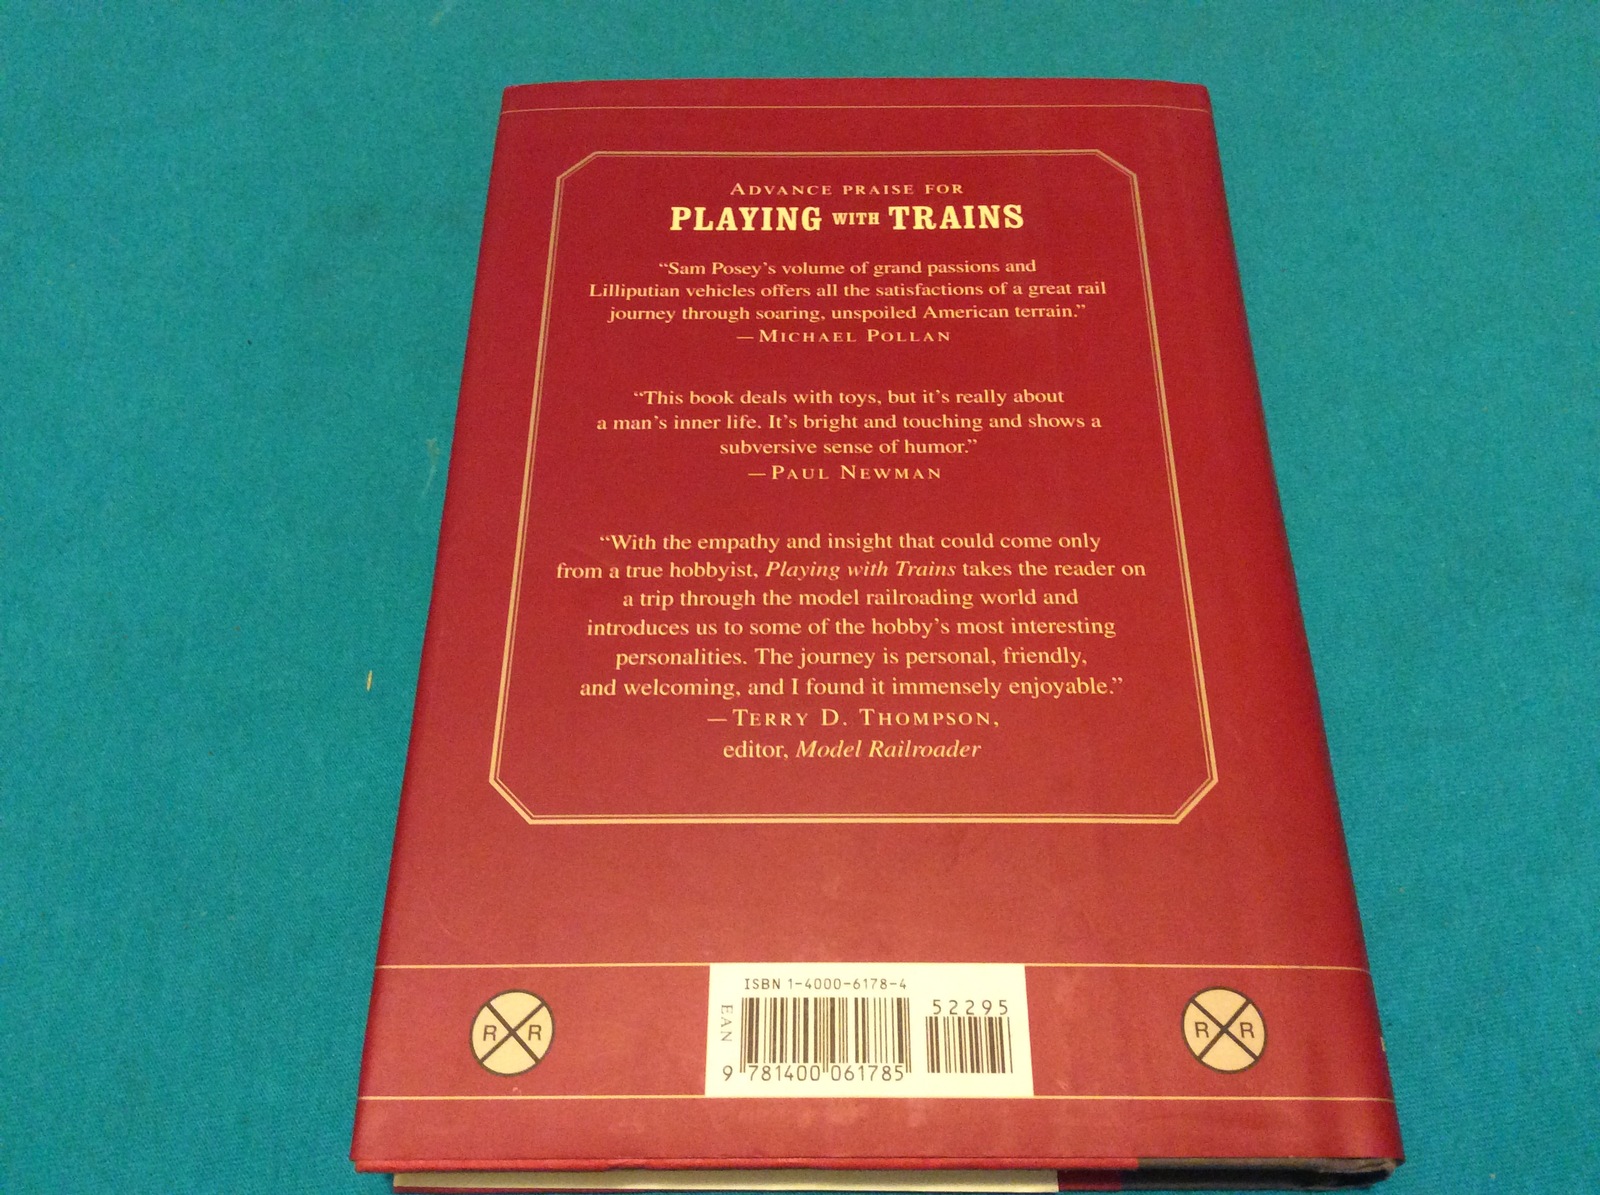 ADVANCE PRAISE FOR
PLAYING WITH TRAINS
“Sam Posey’s volume of grand passions and
Lilliputian vehicles offers all the satisfactions of a great rail
journey through soaring, unspoiled American terrain.”
—MICHAEL POLLAN
“This book deals with toys, but it’s really about
a man’s inner life. It’s bright and touching and shows a
subversive sense of humor.”
—PAUL NEWMAN
“With the empathy and insight that could come only
from a true hobbyist, Playing with Trains takes the reader on
a trip through the model railroading world and
introduces us to some of the hobby’s most interesting
personalities. The journey is personal, friendly,
and welcoming, and I found it immensely enjoyable.”
—TERRY D. THOMPSON,
editor, Model Railroader
R R
ISBN 1-4000-6178-4
52295
EAN
9 781400 061785
R R